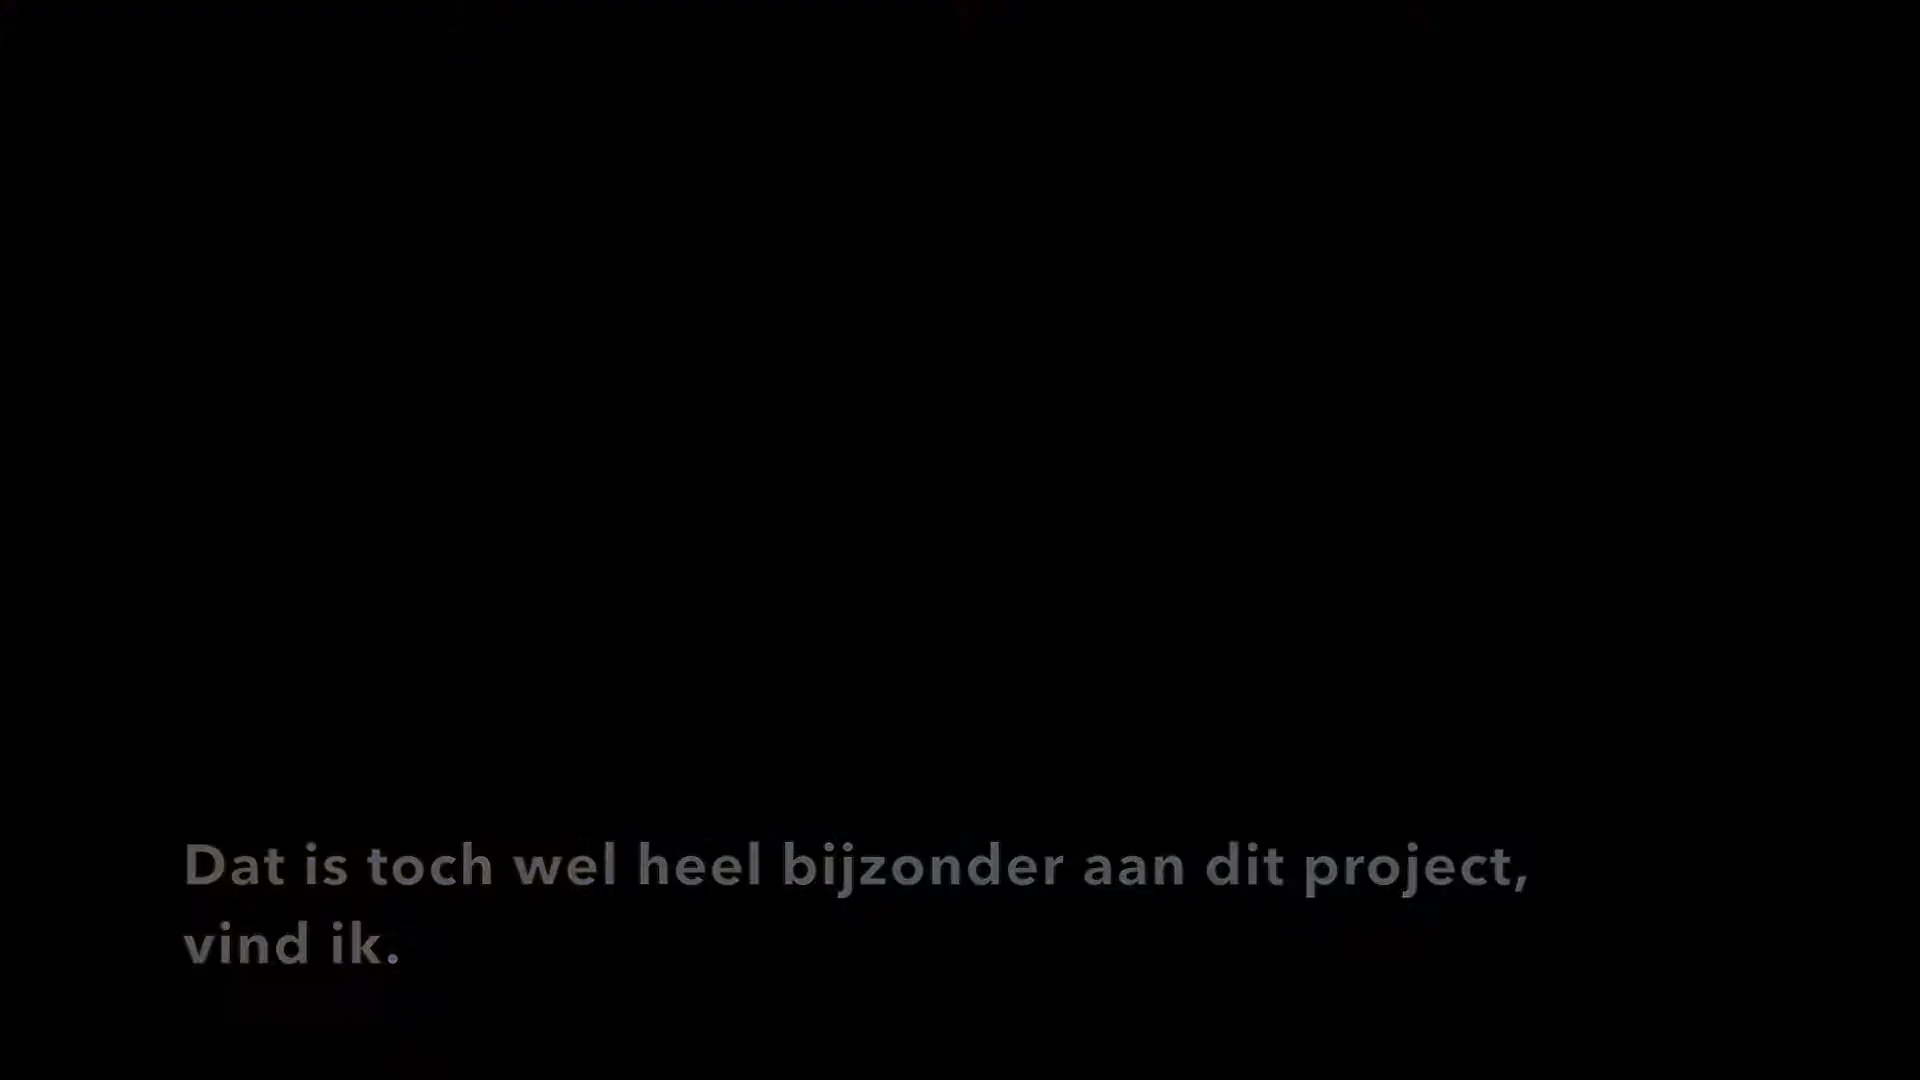 Dat is toch wel heel bijzonder aan dit project,
vind ik.